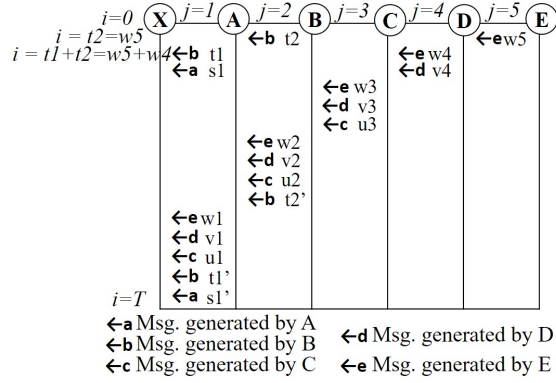 i=0 X j=1 A j=2 B j=3 C j=4 D j=5 E
i = t2=w5 ←b t2 ←e w5
i = t1+t2=w5+w4 ←b t1 ←e w4
←a s1 ←d v4
←e w3
←d v3
←c u3
←e w2
←d v2
←c u2
←b t2’
←e w1
←d v1
←c u1
←b t1’
i=T ←a s1’
←a Msg. generated by A
←b Msg. generated by B ←d Msg. generated by D
←c Msg. generated by C ←e Msg. generated by E